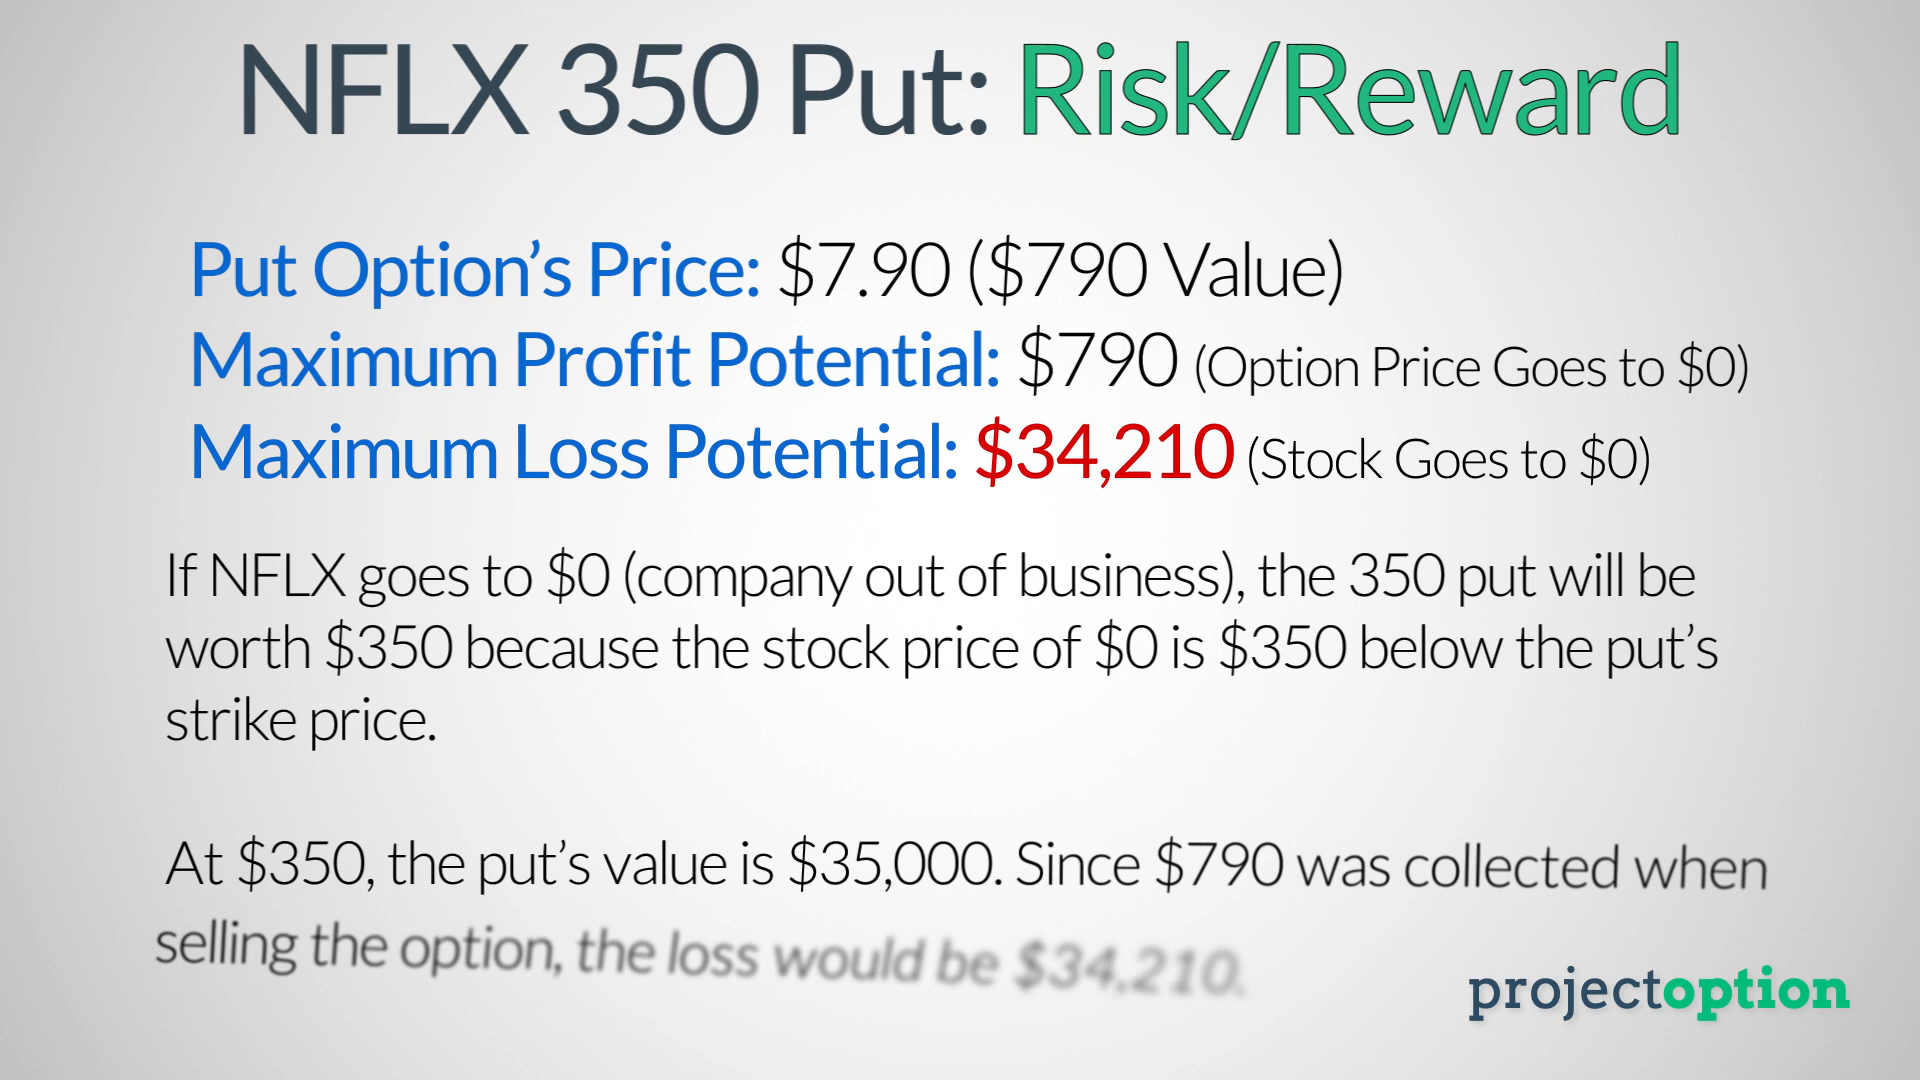 NFLX 350 Put: Risk/Reward
Put Option’s Price: $7.90 ($790 Value)
Maximum Profit Potential: $790 (Option Price Goes to $0)
Maximum Loss Potential: $34,210 (Stock Goes to $0)
If NFLX goes to $0 (company out of business), the 350 put will be
worth $350 because the stock price of $0 is $350 below the put’s
strike price.
At $350, the put’s value is $35,000. Since $790 was collected when
selling the option, the loss would be $34,210.
projectoption